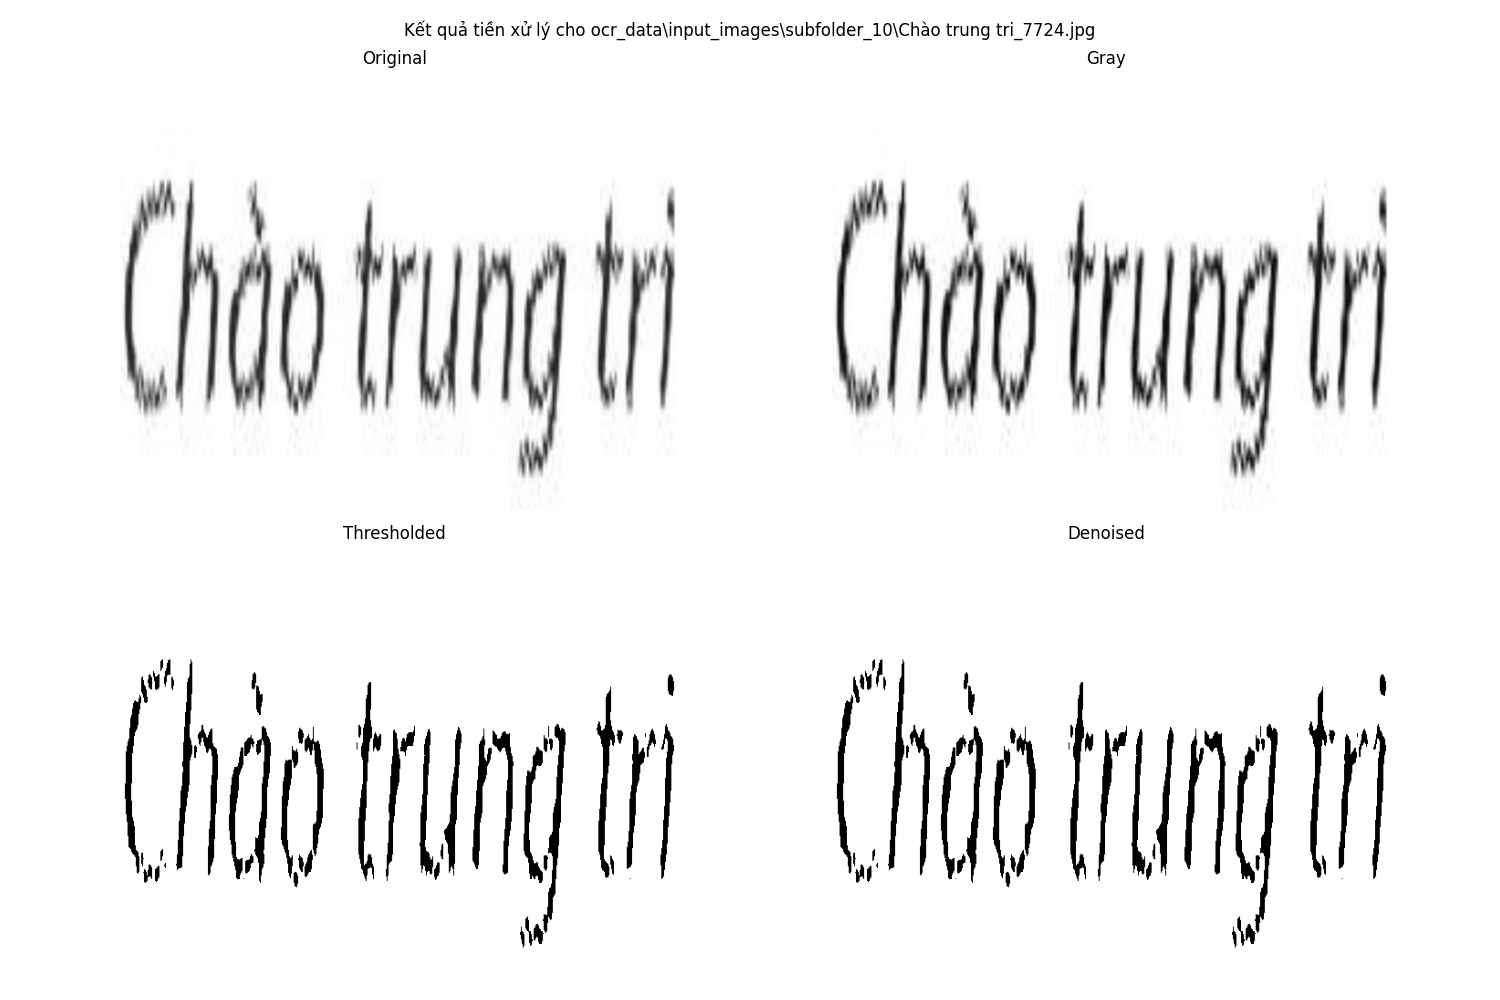 Kết quả tiền xử lý cho ocr_data\input_images\subfolder_10\Chào trung tri_7724.jpg
Original
Gray
Chào trung tri
Chào trung tri
Thresholded
Denoised
Chào trung tri
Chào trung tri